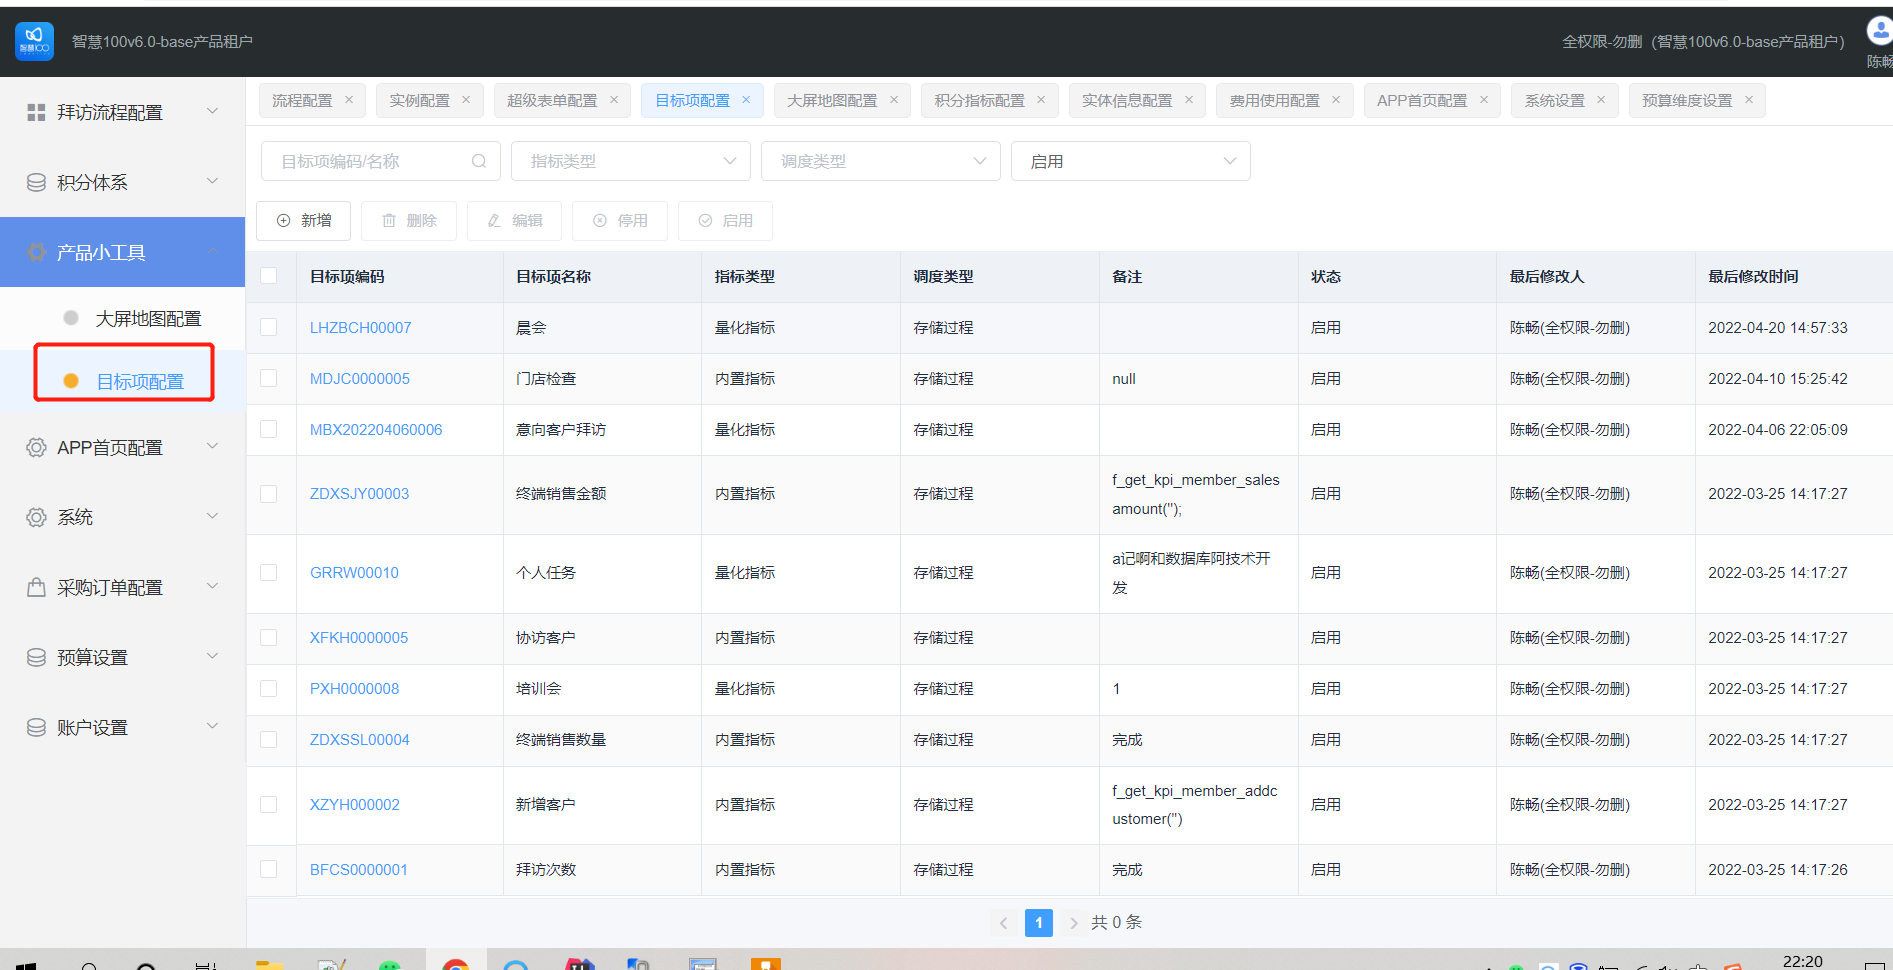 智慧100
智慧100v6.0-base产品租户
全权限-勿删（智慧100v6.0-base产品租户）
陈畅
拜访流程配置
积分体系
产品小工具
大屏地图配置
目标项配置
APP首页配置
系统
采购订单配置
预算设置
账户设置
流程配置 × 实例配置 × 超级表单配置 × 目标项配置 × 大屏地图配置 × 积分指标配置 × 实体信息配置 × 费用使用配置 × APP首页配置 × 系统设置 × 预算维度设置 ×
目标项编码/名称 指标类型 调度类型 启用
新增 删除 编辑 停用 启用
目标项编码 目标项名称 指标类型 调度类型 备注 状态 最后修改人 最后修改时间
LHZBCH00007 晨会 量化指标 存储过程 启用 陈畅(全权限-勿删) 2022-04-20 14:57:33
MDJC0000005 门店检查 内置指标 存储过程 null 启用 陈畅(全权限-勿删) 2022-04-10 15:25:42
MBX202204060006 意向客户拜访 量化指标 存储过程 启用 陈畅(全权限-勿删) 2022-04-06 22:05:09
ZDXSJY00003 终端销售金额 内置指标 存储过程 f_get_kpi_member_sales
amount(''); 启用 陈畅(全权限-勿删) 2022-03-25 14:17:27
GRRW00010 个人任务 量化指标 存储过程 a记啊和数据库阿技术开
发 启用 陈畅(全权限-勿删) 2022-03-25 14:17:27
XFKH0000005 协访客户 内置指标 存储过程 启用 陈畅(全权限-勿删) 2022-03-25 14:17:27
PXH0000008 培训会 量化指标 存储过程 1 启用 陈畅(全权限-勿删) 2022-03-25 14:17:27
ZDXSSL00004 终端销售数量 内置指标 存储过程 完成 启用 陈畅(全权限-勿删) 2022-03-25 14:17:27
XZYH000002 新增客户 内置指标 存储过程 f_get_kpi_member_addc
ustomer('') 启用 陈畅(全权限-勿删) 2022-03-25 14:17:27
BFCS0000001 拜访次数 内置指标 存储过程 完成 启用 陈畅(全权限-勿删) 2022-03-25 14:17:26
1 共 0 条
22:20